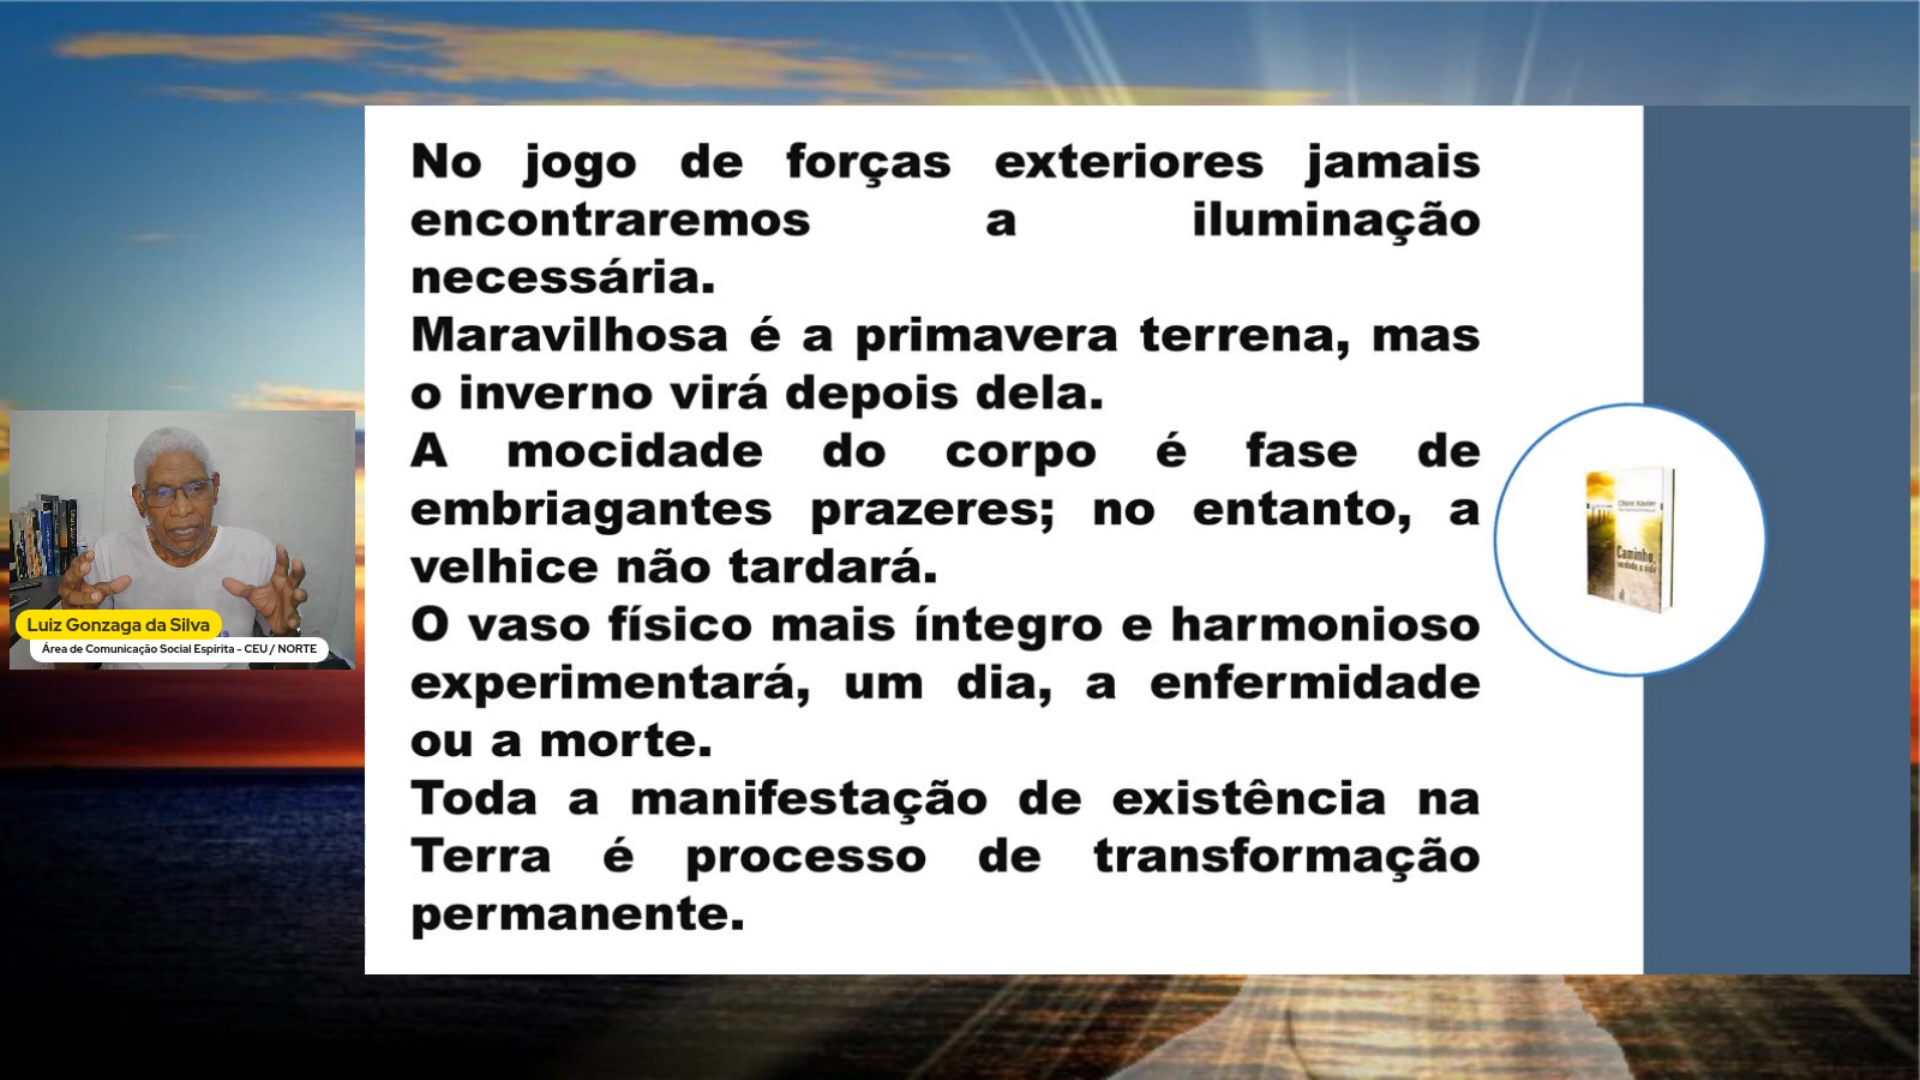 No jogo de forças exteriores jamais
encontraremos a iluminação
necessária.
Maravilhosa é a primavera terrena, mas
o inverno virá depois dela.
A mocidade do corpo é fase de
embriagantes prazeres; no entanto, a
velhice não tardará.
O vaso físico mais íntegro e harmonioso
experimentará, um dia, a enfermidade
ou a morte.
Toda a manifestação de existência na
Terra é processo de transformação
permanente.
Luiz Gonzaga da Silva
Área de Comunicação Social Espírita - CEU / NORTE
Chico Xavier
Caminho,
verdade e vida